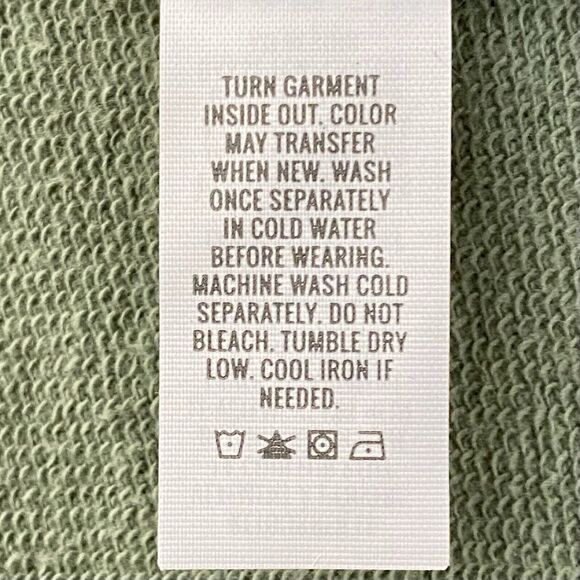 TURN GARMENT
INSIDE OUT. COLOR
MAY TRANSFER
WHEN NEW. WASH
ONCE SEPARATELY
IN COLD WATER
BEFORE WEARING.
MACHINE WASH COLD
SEPARATELY. DO NOT
BLEACH. TUMBLE DRY
LOW. COOL IRON IF
NEEDED.